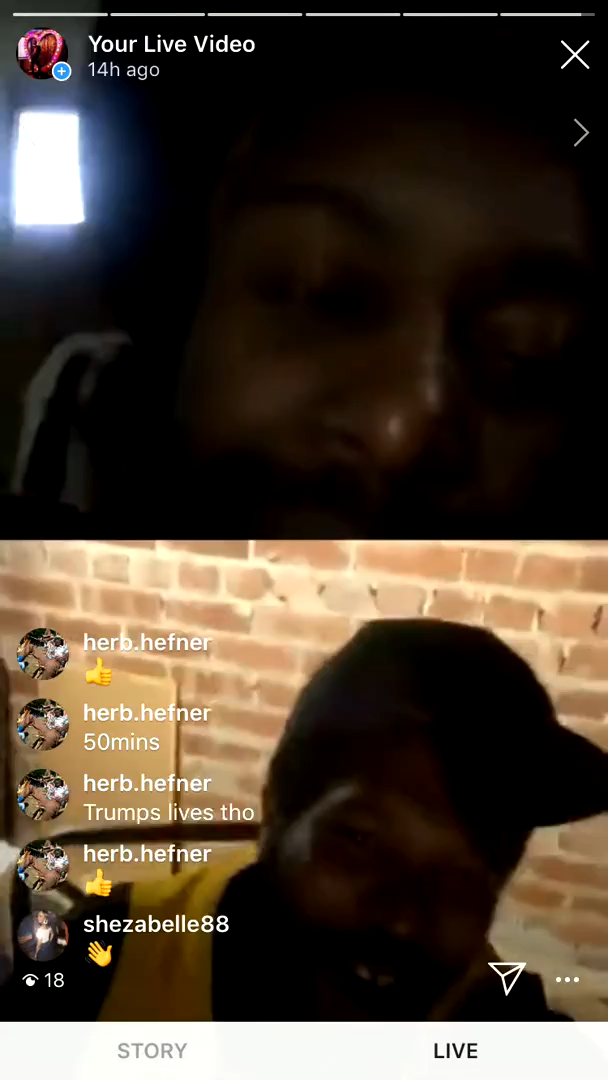 Your Live Video
14h ago
herb.hefner
👍
herb.hefner
50mins
herb.hefner
Trumps lives tho
herb.hefner
👍
shezabelle88
👋
18
STORY
LIVE